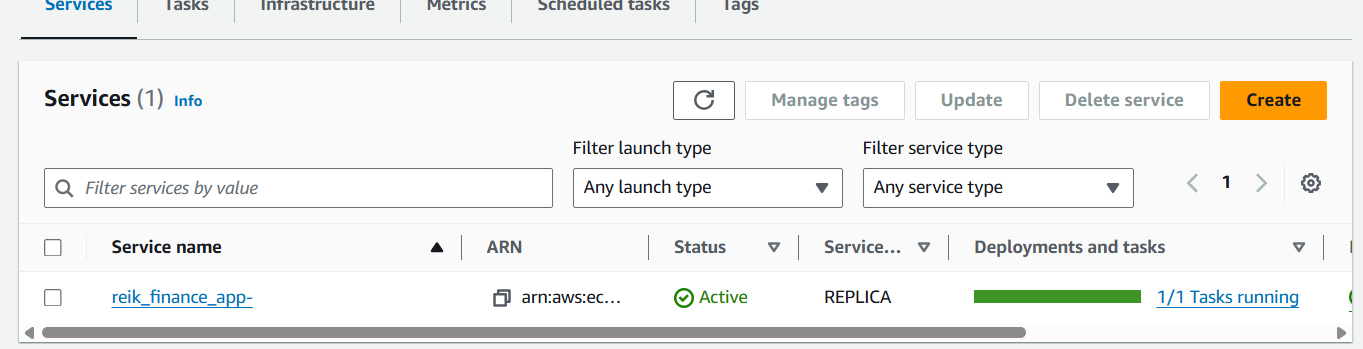 Services Tasks Infrastructure Metrics Scheduled tasks Tags
Services (1) Info Manage tags Update Delete service Create
Filter launch type Filter service type
Filter services by value Any launch type Any service type 1
Service name ARN Status Service... Deployments and tasks
reik_finance_app- arn:aws:ec... Active REPLICA 1/1 Tasks running